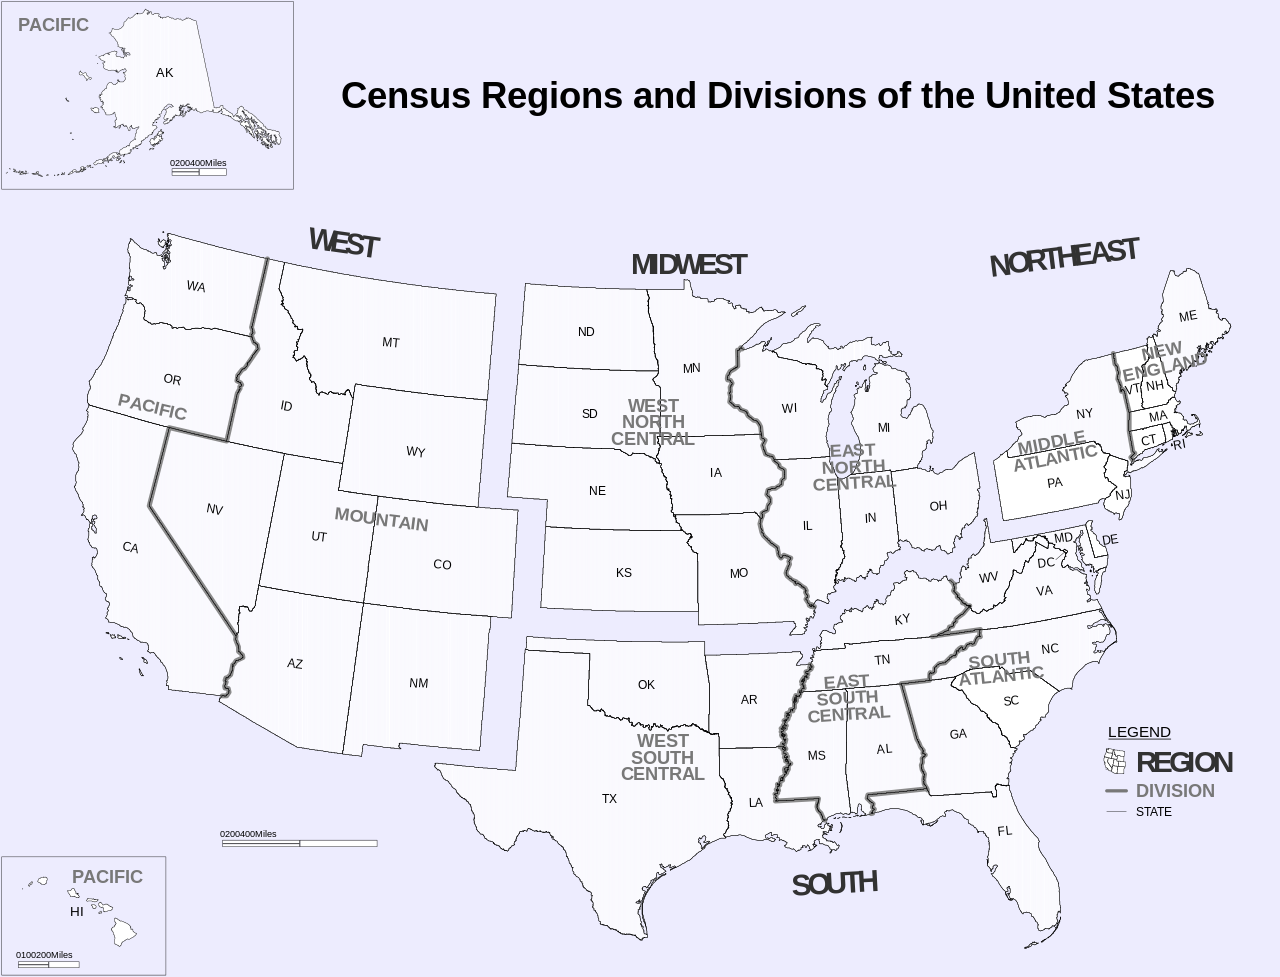 PACIFIC
AK
0200400Miles
Census Regions and Divisions of the United States
WEST
MIDWEST
NORTHEAST
WA
MT
OR
ID
PACIFIC
WY
NV
MOUNTAIN
UT
CA
CO
AZ
NM
ND
MN
SD
WEST
NORTH
CENTRAL
WI
IA
NE
KS
MO
MI
EAST
NORTH
CENTRAL
IL
IN
OH
ME
NEW
ENGLAND
VT
NH
NY
MA
CT
RI
MIDDLE
ATLANTIC
PA
NJ
MD
DE
DC
WV
VA
KY
NC
TN
SOUTH
ATLANTIC
SC
EAST
SOUTH
CENTRAL
OK
AR
WEST
SOUTH
CENTRAL
MS
AL
GA
TX
LA
FL
SOUTH
LEGEND
REGION
DIVISION
STATE
0200400Miles
PACIFIC
HI
0100200Miles